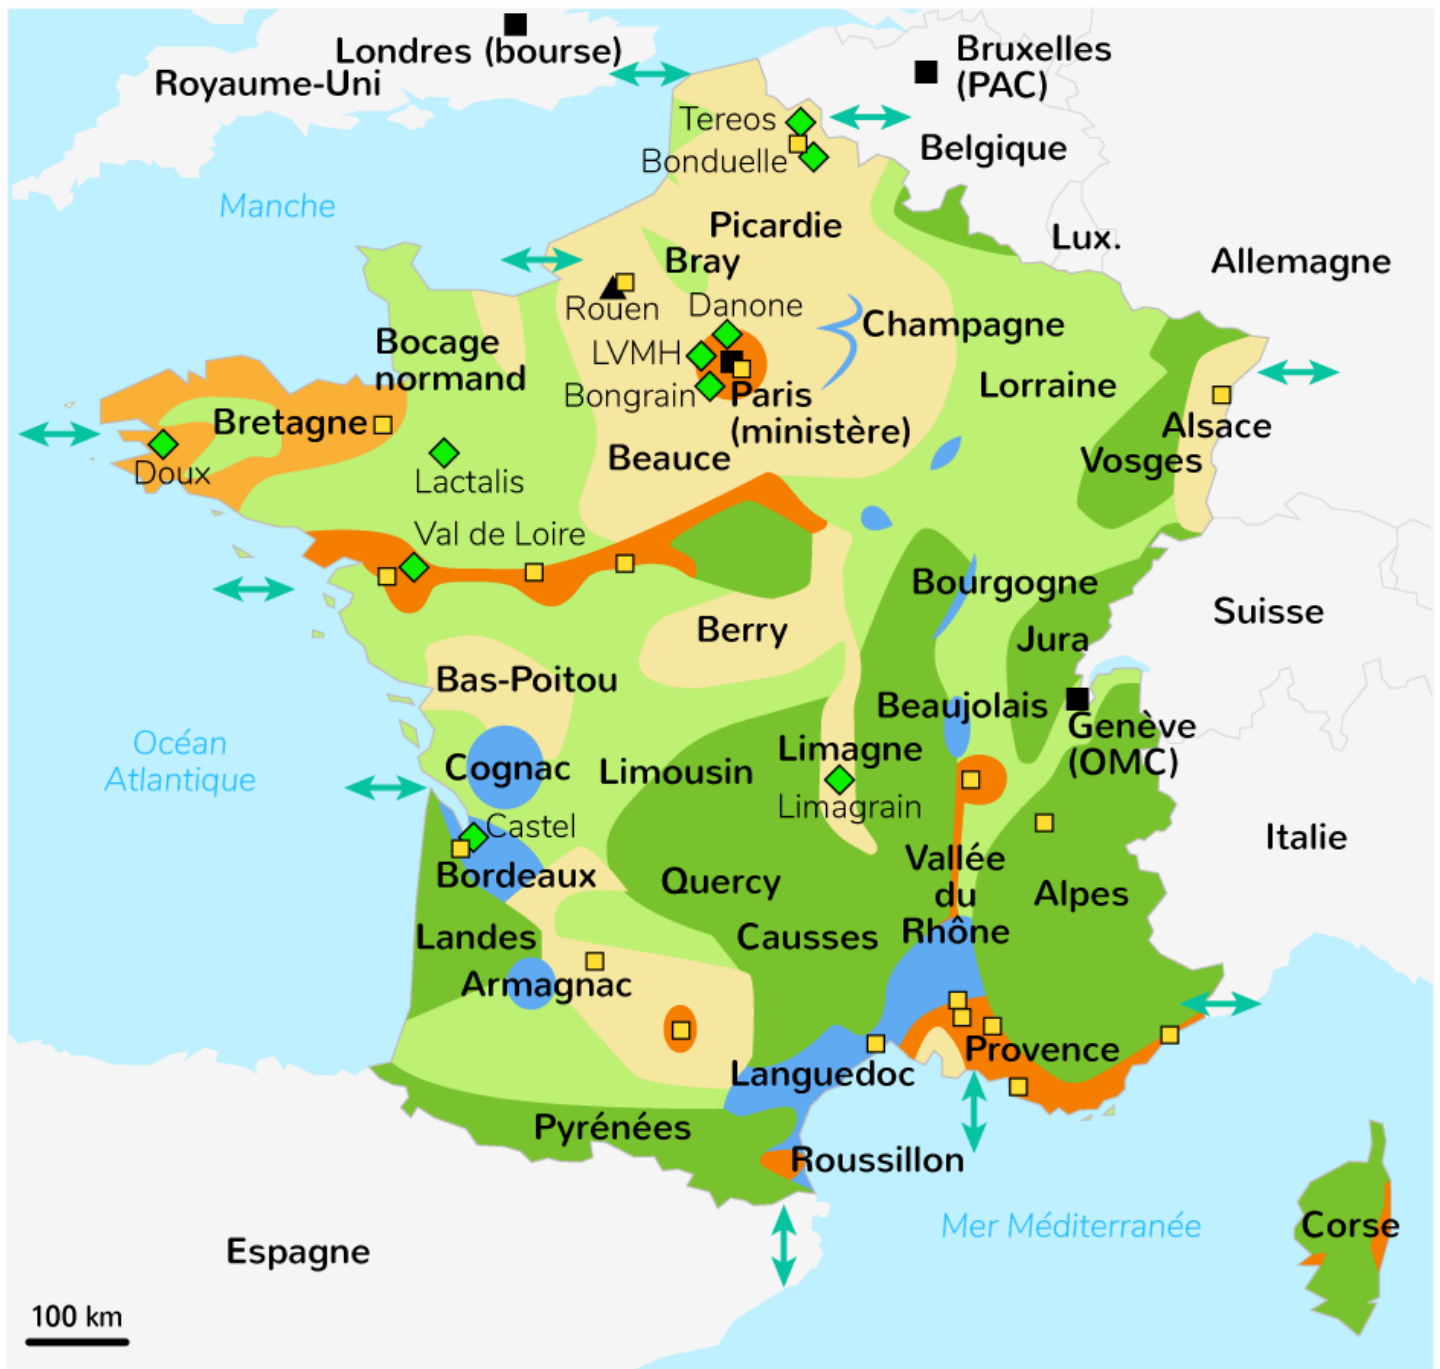 Londres (bourse)
Royaume-Uni
Bruxelles
(PAC)
Belgique
Tereos
Bonduelle
Manche
Picardie
Lux.
Allemagne
Bray
Rouen
Danone
Champagne
LVMH
Bocage
normand
Bongrain
Paris
(ministère)
Lorraine
Bretagne
Alsace
Doux
Beauce
Vosges
Lactalis
Val de Loire
Bourgogne
Suisse
Berry
Jura
Bas-Poitou
Beaujolais
Genève
(OMC)
Océan
Atlantique
Cognac
Limousin
Limagne
Limagrain
Castel
Italie
Bordeaux
Quercy
Vallée
du
Rhône
Alpes
Landes
Causses
Armagnac
Provence
Languedoc
Pyrénées
Roussillon
Mer Méditerranée
Corse
Espagne
100 km